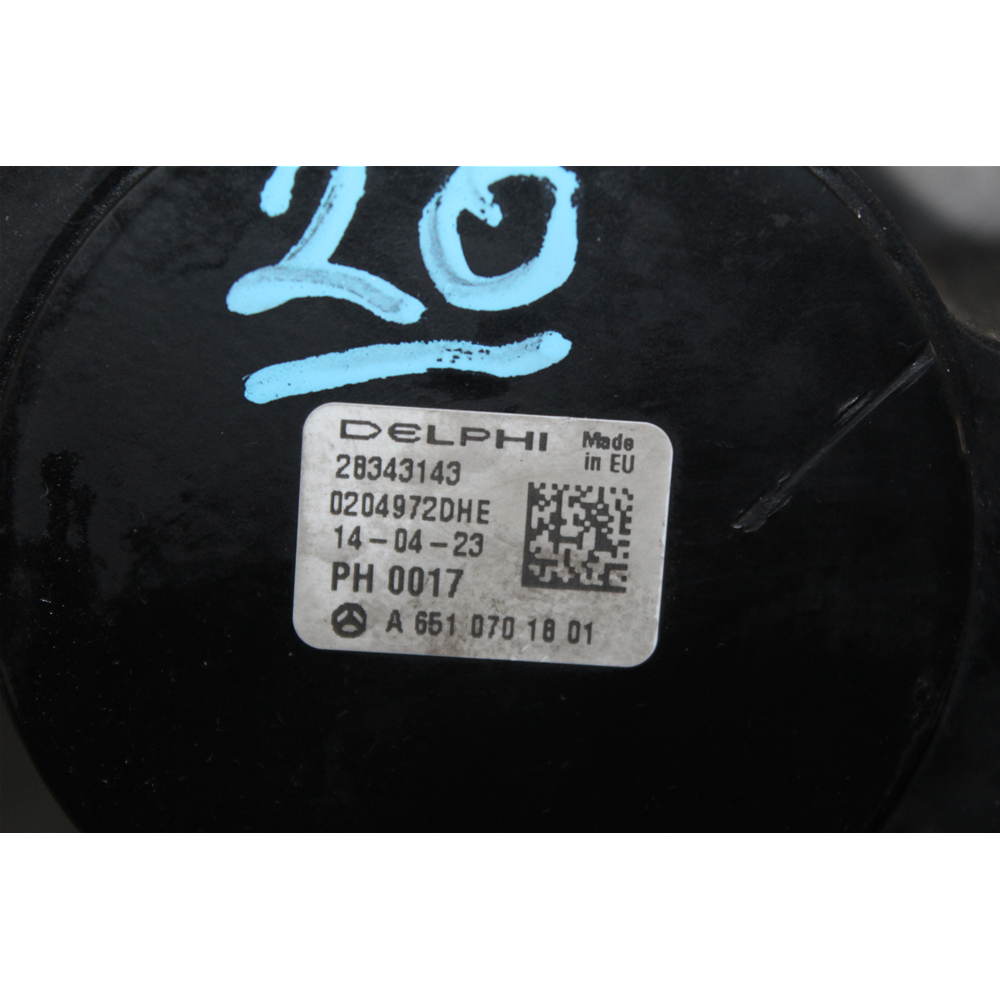 20
DELPHI Made
in EU
28343143
0204972DHE
14-04-23
PH 0017
A 651 070 18 01